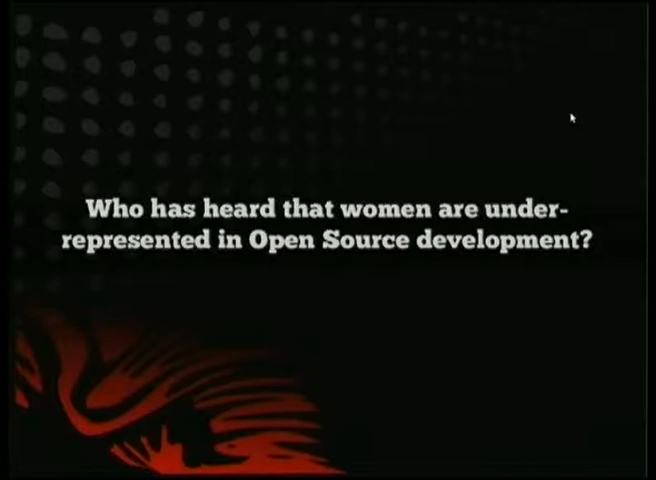 Who has heard that women are under-
represented in Open Source development?